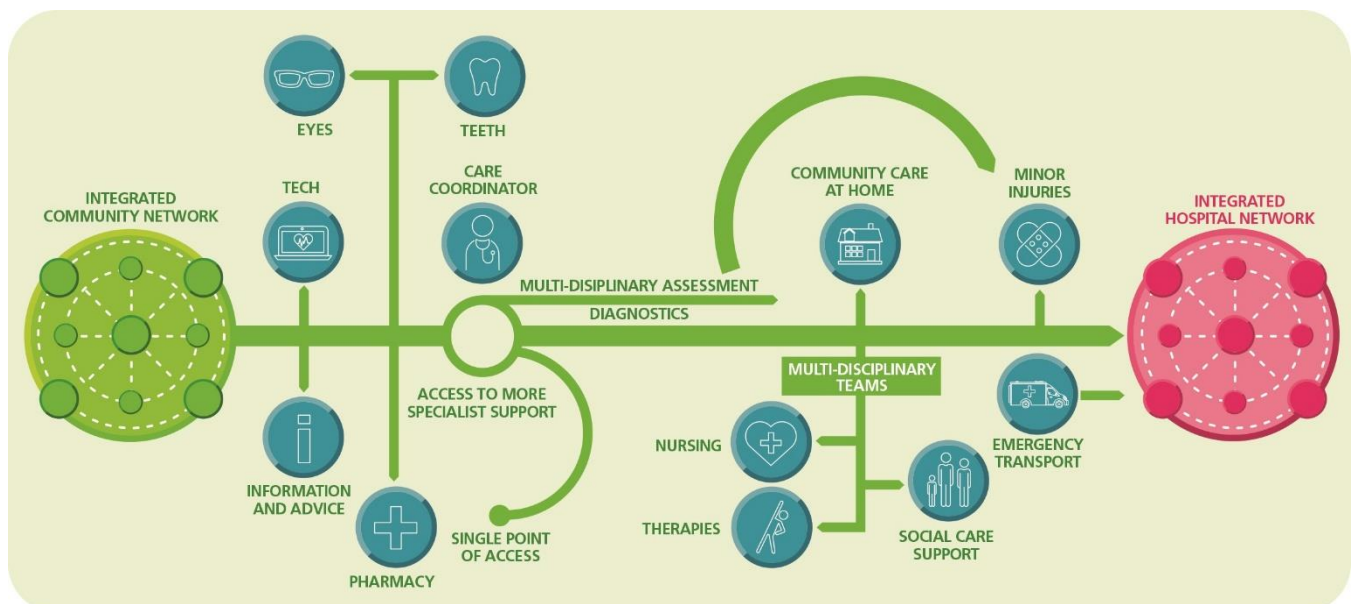 EYES
TEETH
INTEGRATED
COMMUNITY NETWORK
TECH
CARE
COORDINATOR
COMMUNITY CARE
AT HOME
MINOR
INJURIES
INTEGRATED
HOSPITAL NETWORK
MULTI-DISIPLINARY ASSESSMENT
DIAGNOSTICS
ACCESS TO MORE
SPECIALIST SUPPORT
MULTI-DISCIPLINARY
TEAMS
INFORMATION
AND ADVICE
PHARMACY
SINGLE POINT
OF ACCESS
NURSING
THERAPIES
SOCIAL CARE
SUPPORT
EMERGENCY
TRANSPORT